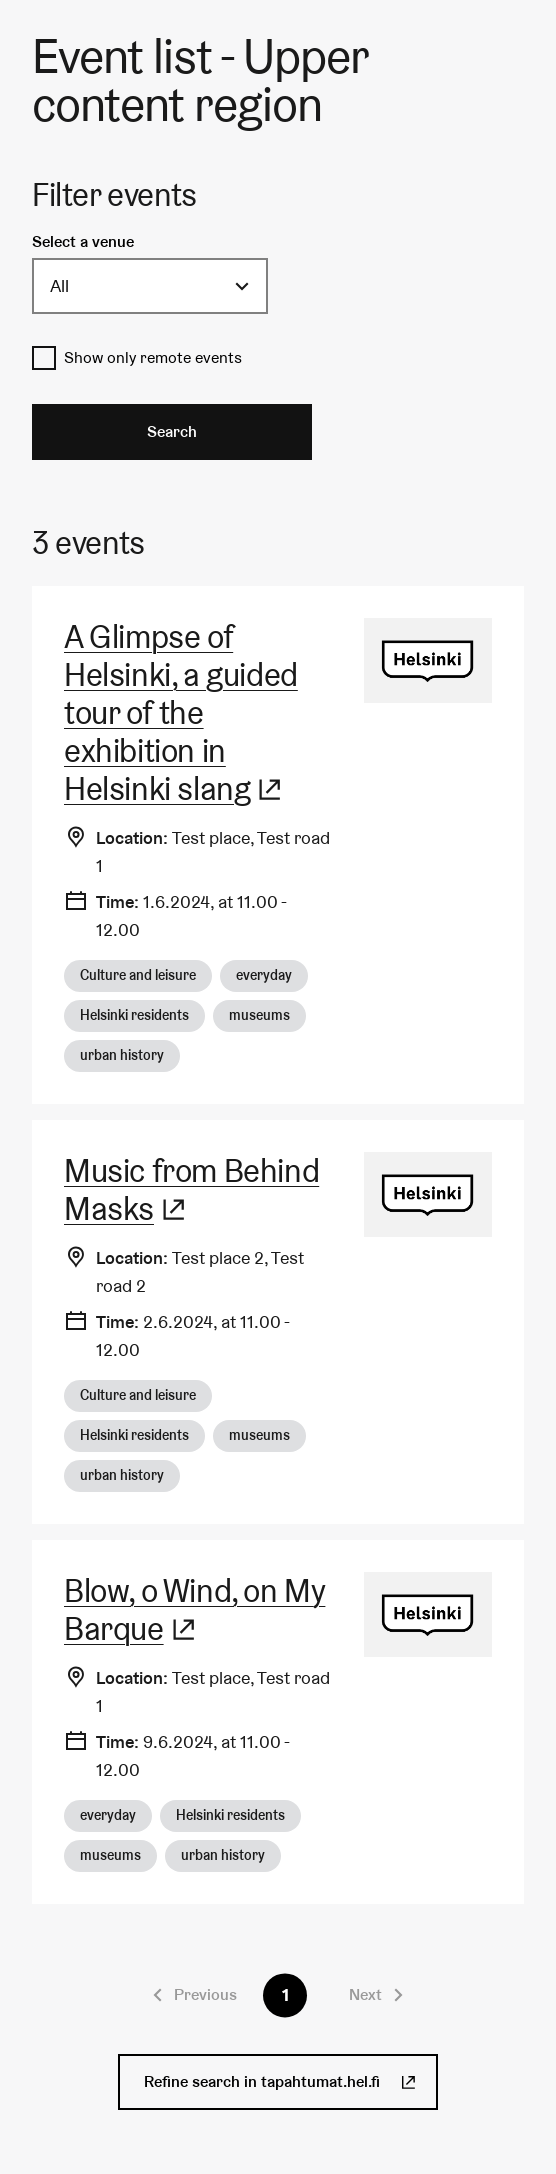 Event list - Upper
content region
Filter events
Select a venue
All
Show only remote events
Search
3 events
A Glimpse of
Helsinki, a guided
tour of the
exhibition in
Helsinki slang
Helsinki
Location: Test place, Test road
1
Time: 1.6.2024, at 11.00 -
12.00
Culture and leisure everyday
Helsinki residents museums
urban history
Music from Behind
Masks
Helsinki
Location: Test place 2, Test
road 2
Time: 2.6.2024, at 11.00 -
12.00
Culture and leisure
Helsinki residents museums
urban history
Blow, o Wind, on My
Barque
Helsinki
Location: Test place, Test road
1
Time: 9.6.2024, at 11.00 -
12.00
everyday Helsinki residents
museums urban history
Previous 1 Next
Refine search in tapahtumat.hel.fi